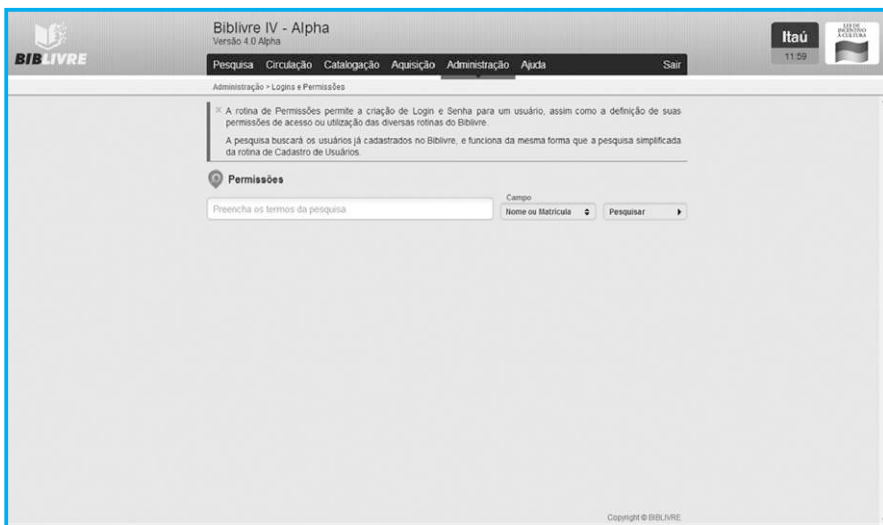 Biblivre IV - Alpha
Versão 4.0 Alpha
BIBLIVRE
Itaú
11:59
LEI DE
INCENTIVO
À CULTURA
Pesquisa Circulação Catalogação Aquisição Administração Ajuda Sair
Administração > Logins e Permissões
× A rotina de Permissões permite a criação de Login e Senha para um usuário, assim como a definição de suas
permissões de acesso ou utilização das diversas rotinas do Biblivre.
A pesquisa buscará os usuários já cadastrados no Biblivre, e funciona da mesma forma que a pesquisa simplificada
da rotina de Cadastro de Usuários.
Permissões
Campo
Preencha os termos da pesquisa
Nome ou Matrícula
Pesquisar
Copyright © BIBLIVRE